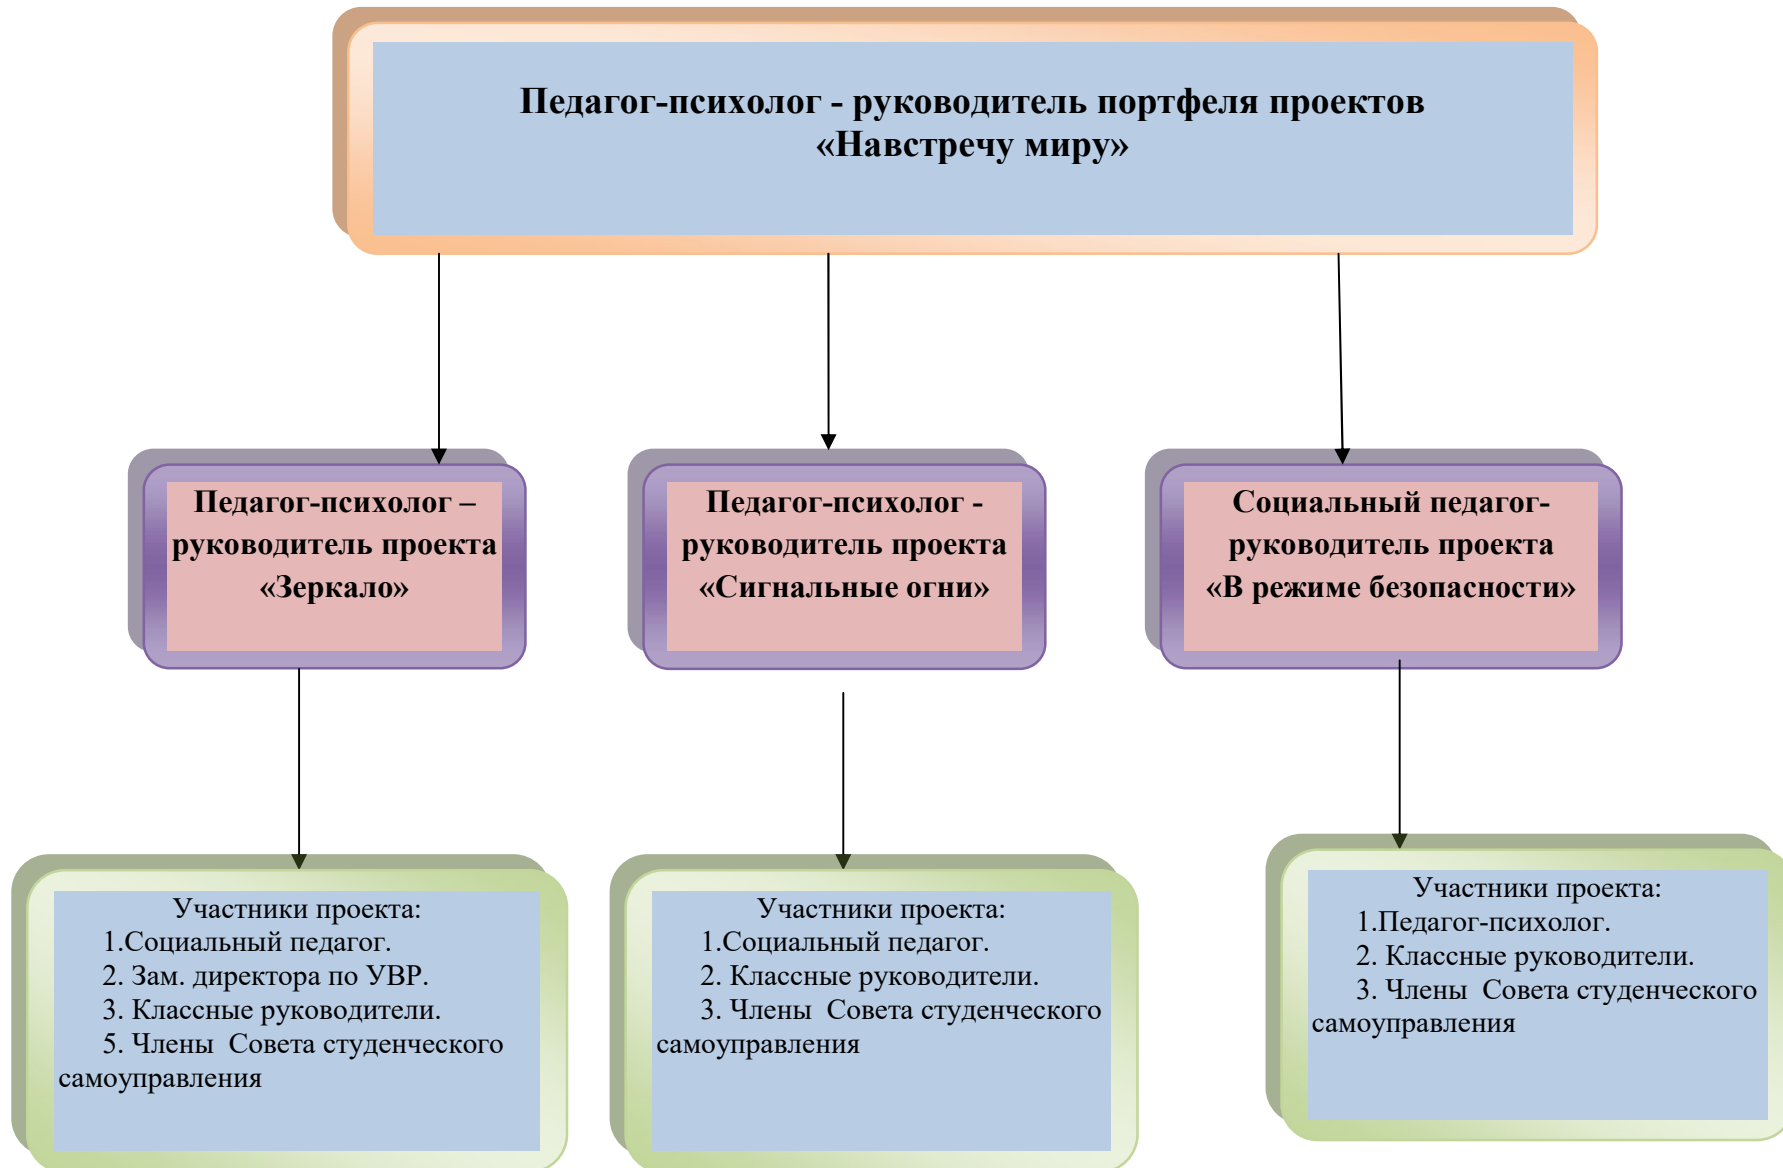 Педагог-психолог - руководитель портфеля проектов
«Навстречу миру»
Педагог-психолог –
руководитель проекта
«Зеркало»
Педагог-психолог -
руководитель проекта
«Сигнальные огни»
Социальный педагог-
руководитель проекта
«В режиме безопасности»
Участники проекта:
1.Социальный педагог.
2. Зам. директора по УВР.
3. Классные руководители.
5. Члены  Совета студенческого
самоуправления
Участники проекта:
1.Социальный педагог.
2. Классные руководители.
3. Члены  Совета студенческого
самоуправления
Участники проекта:
1.Педагог-психолог.
2. Классные руководители.
3. Члены  Совета студенческого
самоуправления